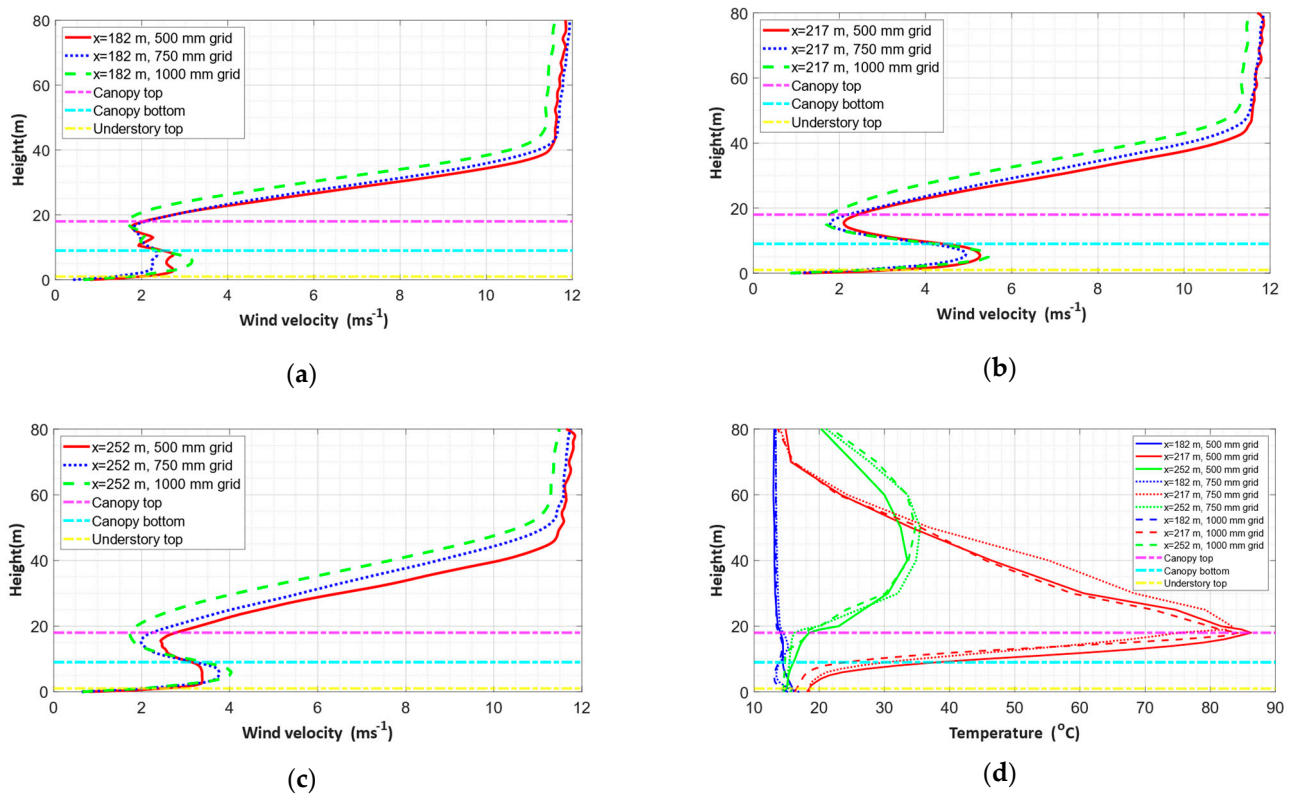 80
60
40
20
0
Height(m)
x=182 m, 500 mm grid
x=182 m, 750 mm grid
x=182 m, 1000 mm grid
Canopy top
Canopy bottom
Understory top
0 2 4 6 8 10 12
Wind velocity (ms⁻¹)
(a)
80
60
40
20
0
Height(m)
x=217 m, 500 mm grid
x=217 m, 750 mm grid
x=217 m, 1000 mm grid
Canopy top
Canopy bottom
Understory top
0 2 4 6 8 10 12
Wind velocity (ms⁻¹)
(b)
80
60
40
20
0
Height(m)
x=252 m, 500 mm grid
x=252 m, 750 mm grid
x=252 m, 1000 mm grid
Canopy top
Canopy bottom
Understory top
0 2 4 6 8 10 12
Wind velocity (ms⁻¹)
(c)
80
60
40
20
0
Height(m)
x=182 m, 500 mm grid
x=217 m, 500 mm grid
x=252 m, 500 mm grid
x=182 m, 750 mm grid
x=217 m, 750 mm grid
x=252 m, 750 mm grid
x=182 m, 1000 mm grid
x=217 m, 1000 mm grid
x=252 m, 1000 mm grid
Canopy top
Canopy bottom
Understory top
10 20 30 40 50 60 70 80 90
Temperature (°C)
(d)